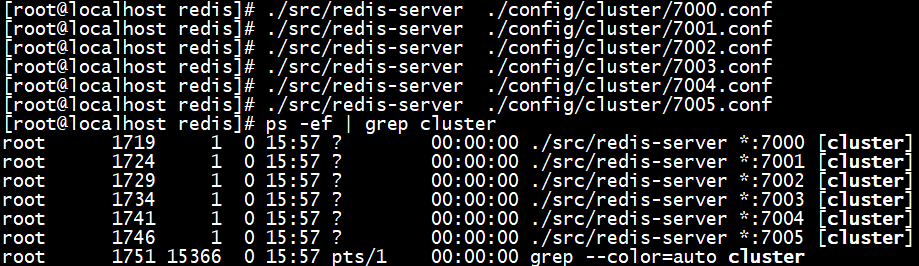 [root@localhost redis]# ./src/redis-server  ./config/cluster/7000.conf
[root@localhost redis]# ./src/redis-server  ./config/cluster/7001.conf
[root@localhost redis]# ./src/redis-server  ./config/cluster/7002.conf
[root@localhost redis]# ./src/redis-server  ./config/cluster/7003.conf
[root@localhost redis]# ./src/redis-server  ./config/cluster/7004.conf
[root@localhost redis]# ./src/redis-server  ./config/cluster/7005.conf
[root@localhost redis]# ps -ef | grep cluster
root      1719     1  0 15:57 ?        00:00:00 ./src/redis-server *:7000 [cluster]
root      1724     1  0 15:57 ?        00:00:00 ./src/redis-server *:7001 [cluster]
root      1729     1  0 15:57 ?        00:00:00 ./src/redis-server *:7002 [cluster]
root      1734     1  0 15:57 ?        00:00:00 ./src/redis-server *:7003 [cluster]
root      1741     1  0 15:57 ?        00:00:00 ./src/redis-server *:7004 [cluster]
root      1746     1  0 15:57 ?        00:00:00 ./src/redis-server *:7005 [cluster]
root      1751 15366  0 15:57 pts/1    00:00:00 grep --color=auto cluster